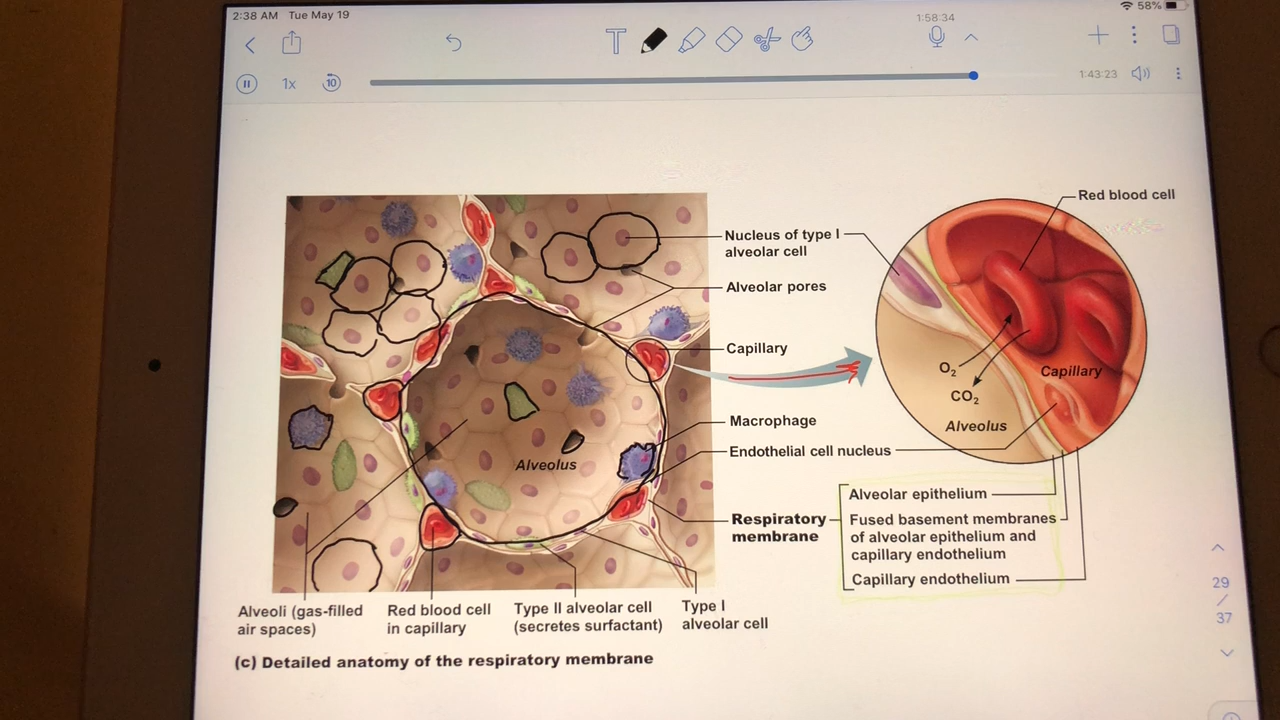 2:38 AM Tue May 19
58%
1:58:34
T
1x
10
1:43:23
Red blood cell
Nucleus of type I
alveolar cell
Alveolar pores
Capillary
O2
CO2
Capillary
Alveolus
Macrophage
Endothelial cell nucleus
Alveolus
Alveolar epithelium
Respiratory
membrane
Fused basement membranes
of alveolar epithelium and
capillary endothelium
Capillary endothelium
29
/
37
Alveoli (gas-filled
air spaces)
Red blood cell
in capillary
Type II alveolar cell
(secretes surfactant)
Type I
alveolar cell
(c) Detailed anatomy of the respiratory membrane